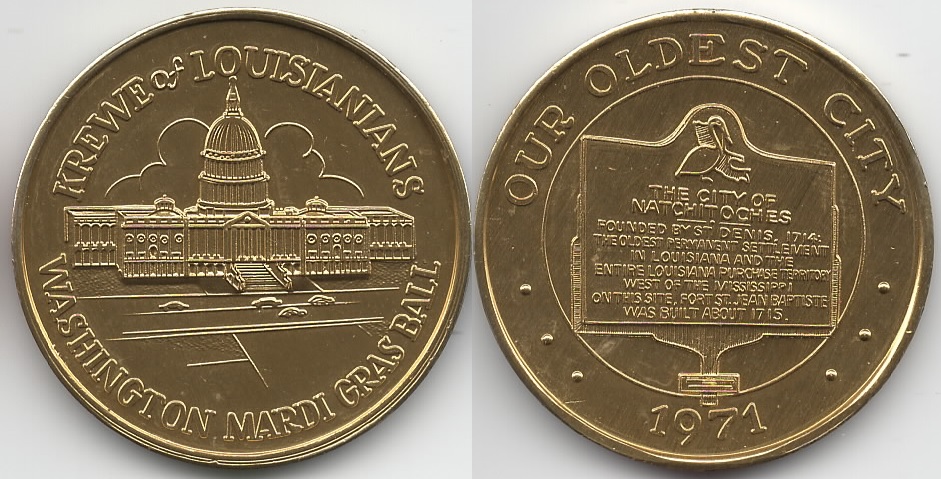 KREWE of LOUISIANIANS
WASHINGTON MARDI GRAS BALL
OUR OLDEST CITY
THE CITY OF
NATCHITOCHES
FOUNDED BY ST DENIS, 1714;
THE OLDEST PERMANENT SETTLEMENT
IN LOUISIANA AND THE
ENTIRE LOUISIANA PURCHASE TERRITORY
WEST OF THE MISSISSIPPI
ON THIS SITE, FORT ST. JEAN BAPTISTE
WAS BUILT ABOUT 1715.
1971